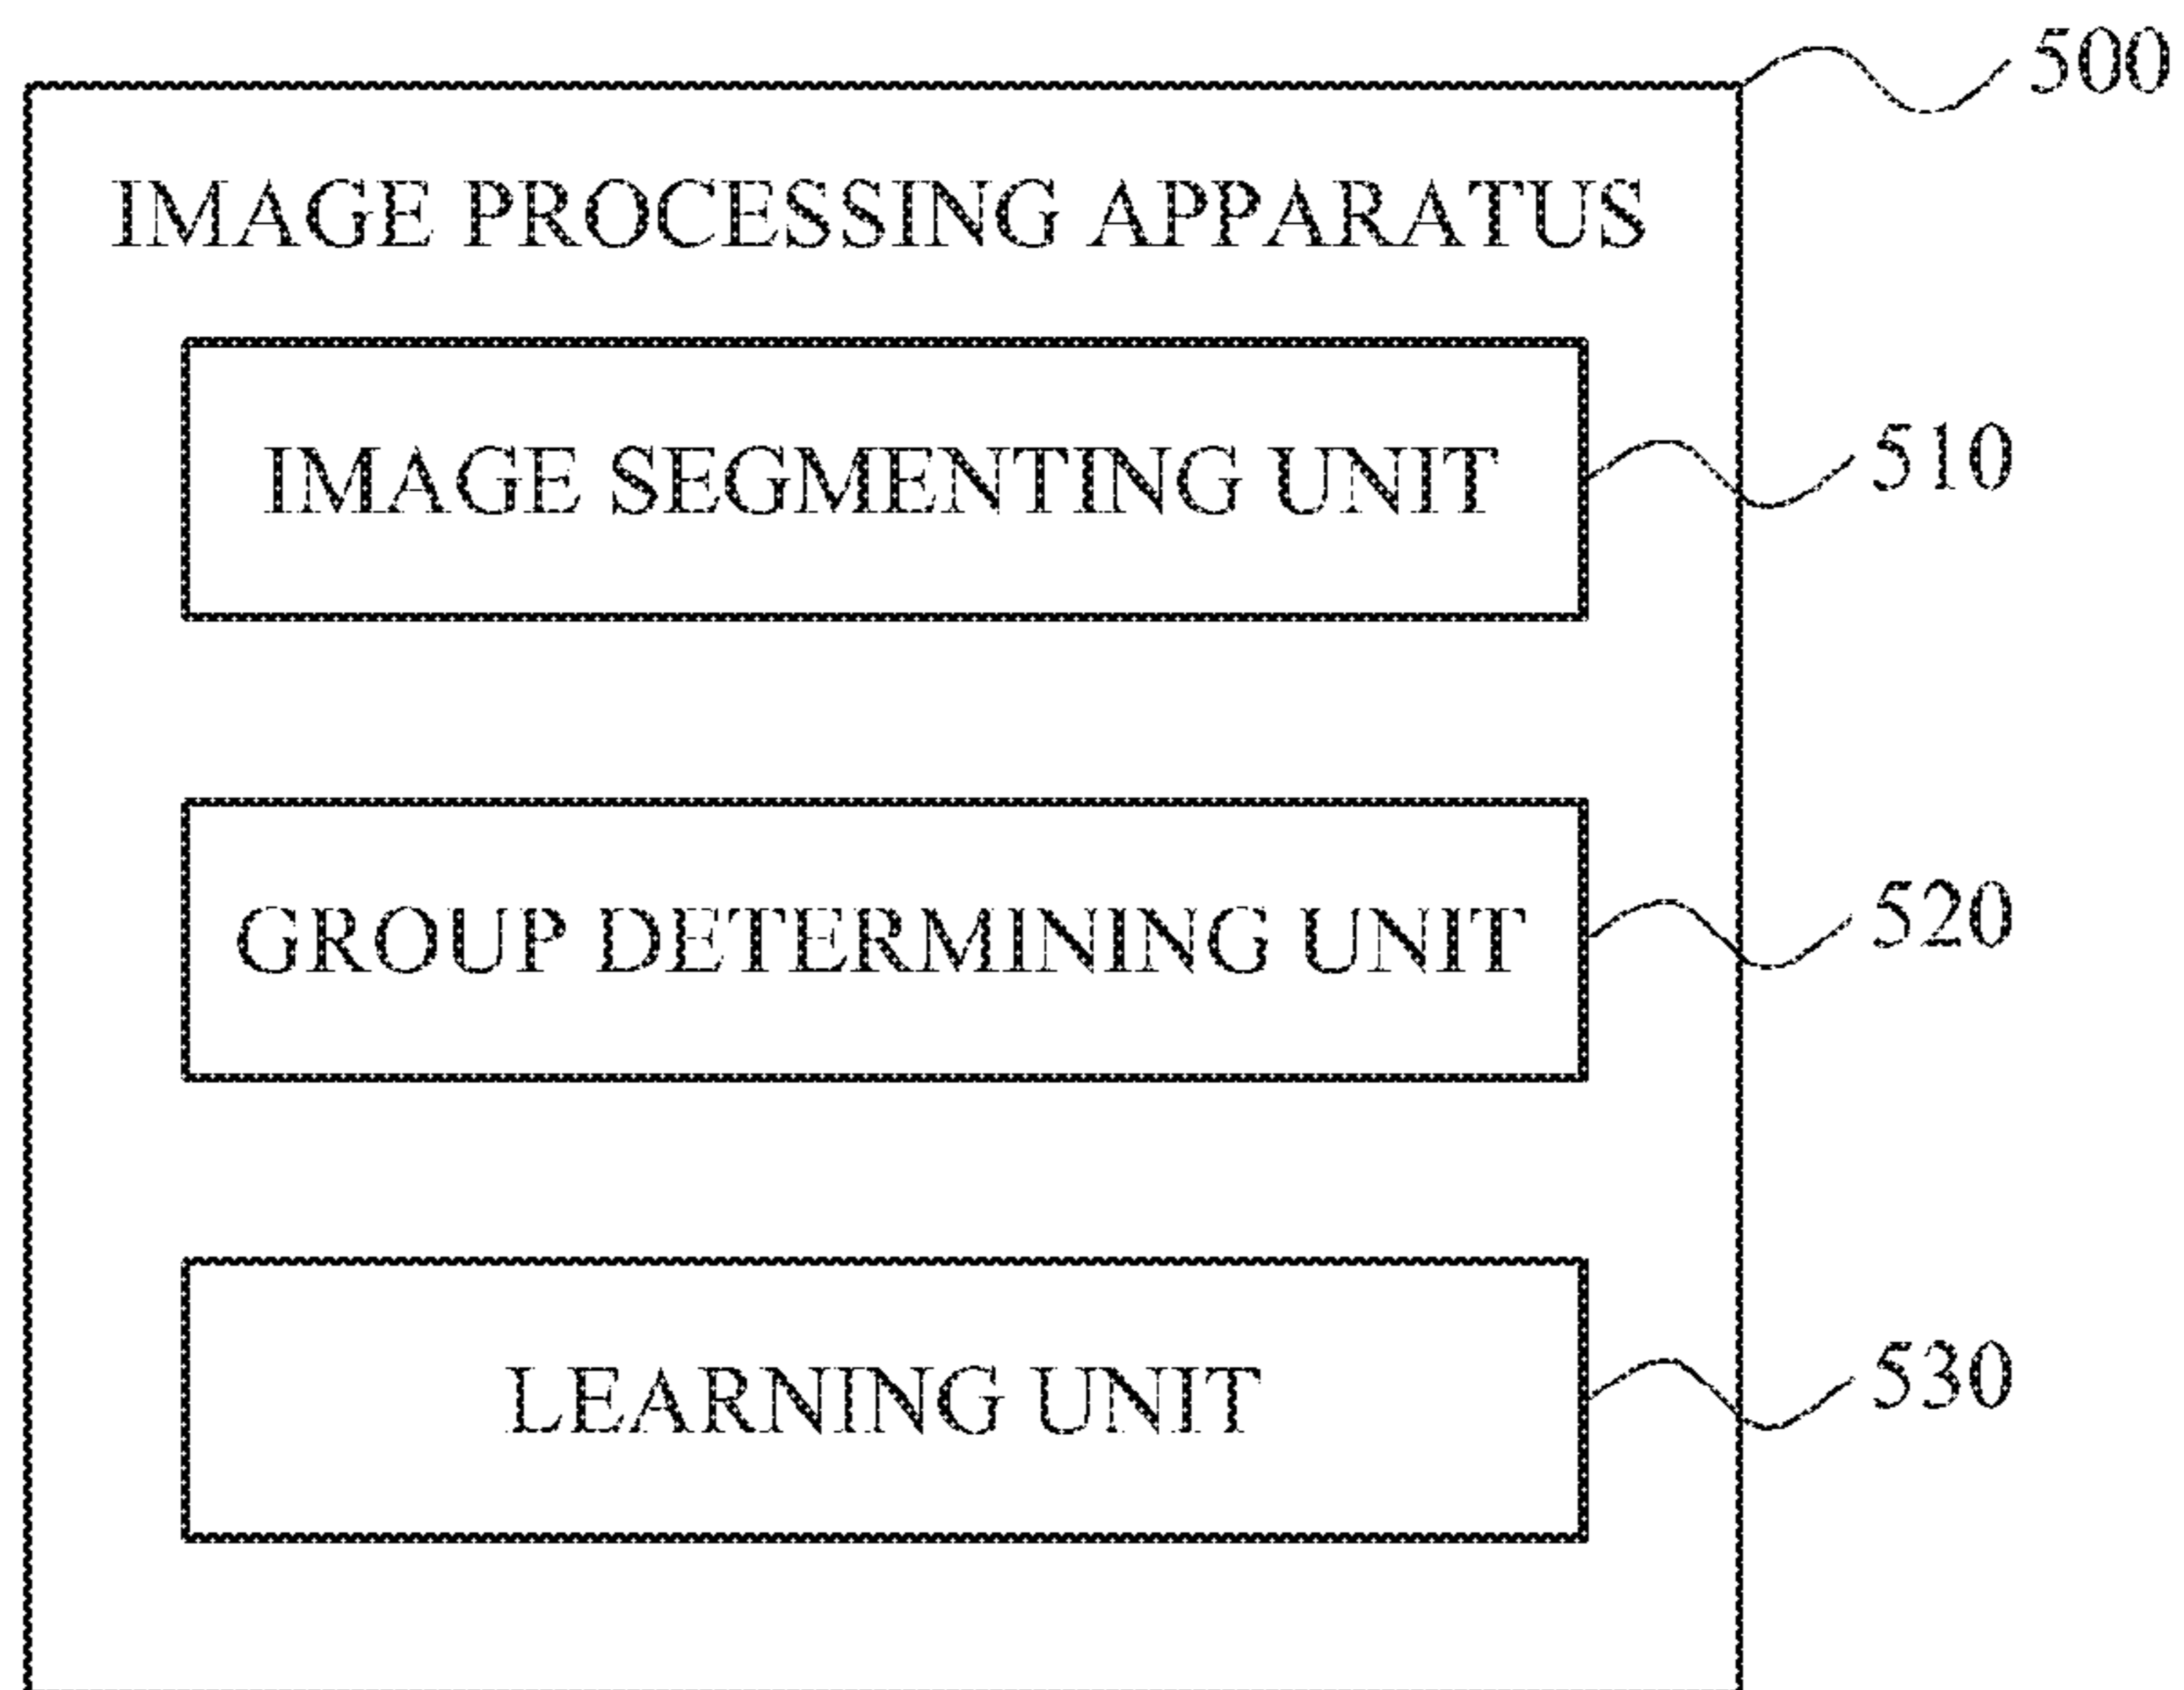 500
IMAGE PROCESSING APPARATUS
IMAGE SEGMENTING UNIT
510
GROUP DETERMINING UNIT
520
LEARNING UNIT
530